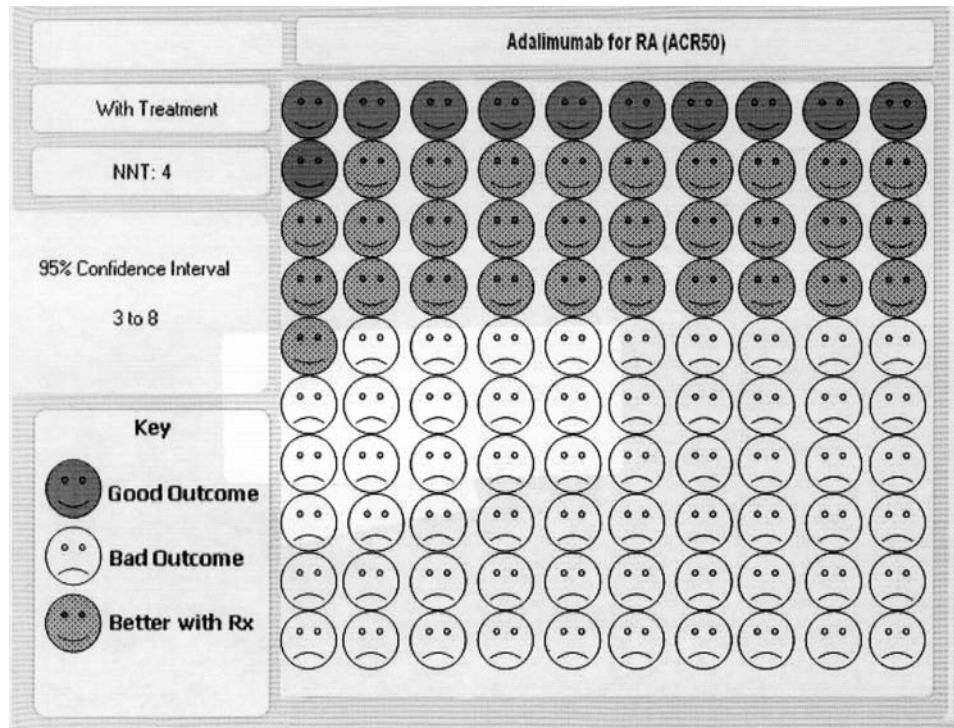 Adalimumab for RA (ACR50)
With Treatment
NNT: 4
95% Confidence Interval
3 to 8
Key
Good Outcome
Bad Outcome
Better with Rx